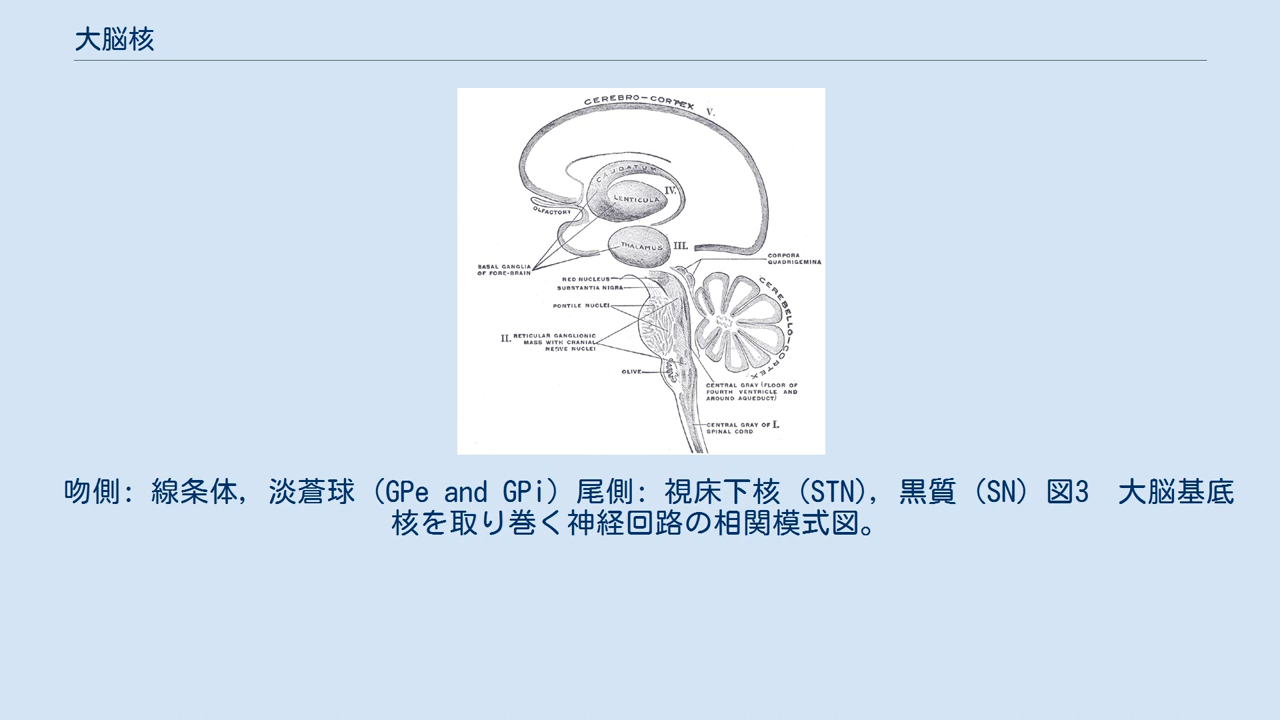 大脳核
CEREBRO-CORTEX V.
CAUDATUM
LENTICULA
IV.
OLFACTORY
THALAMUS
III.
BASAL GANGLIA
OF FORE-BRAIN
CORPORA
QUADRIGEMINA
RED NUCLEUS
SUBSTANTIA NIGRA
PONTILE NUCLEI
CEREBELLO-CORTEX
II. RETICULAR GANGLIONIC
MASS WITH CRANIAL
NERVE NUCLEI
OLIVE
CENTRAL GRAY (FLOOR OF
FOURTH VENTRICLE AND
AROUND AQUEDUCT)
CENTRAL GRAY OF I.
SPINAL CORD
吻側: 線条体, 淡蒼球 (GPe and GPi) 尾側: 視床下核 (STN), 黒質 (SN) 図3　大脳基底
核を取り巻く神経回路の相関模式図。